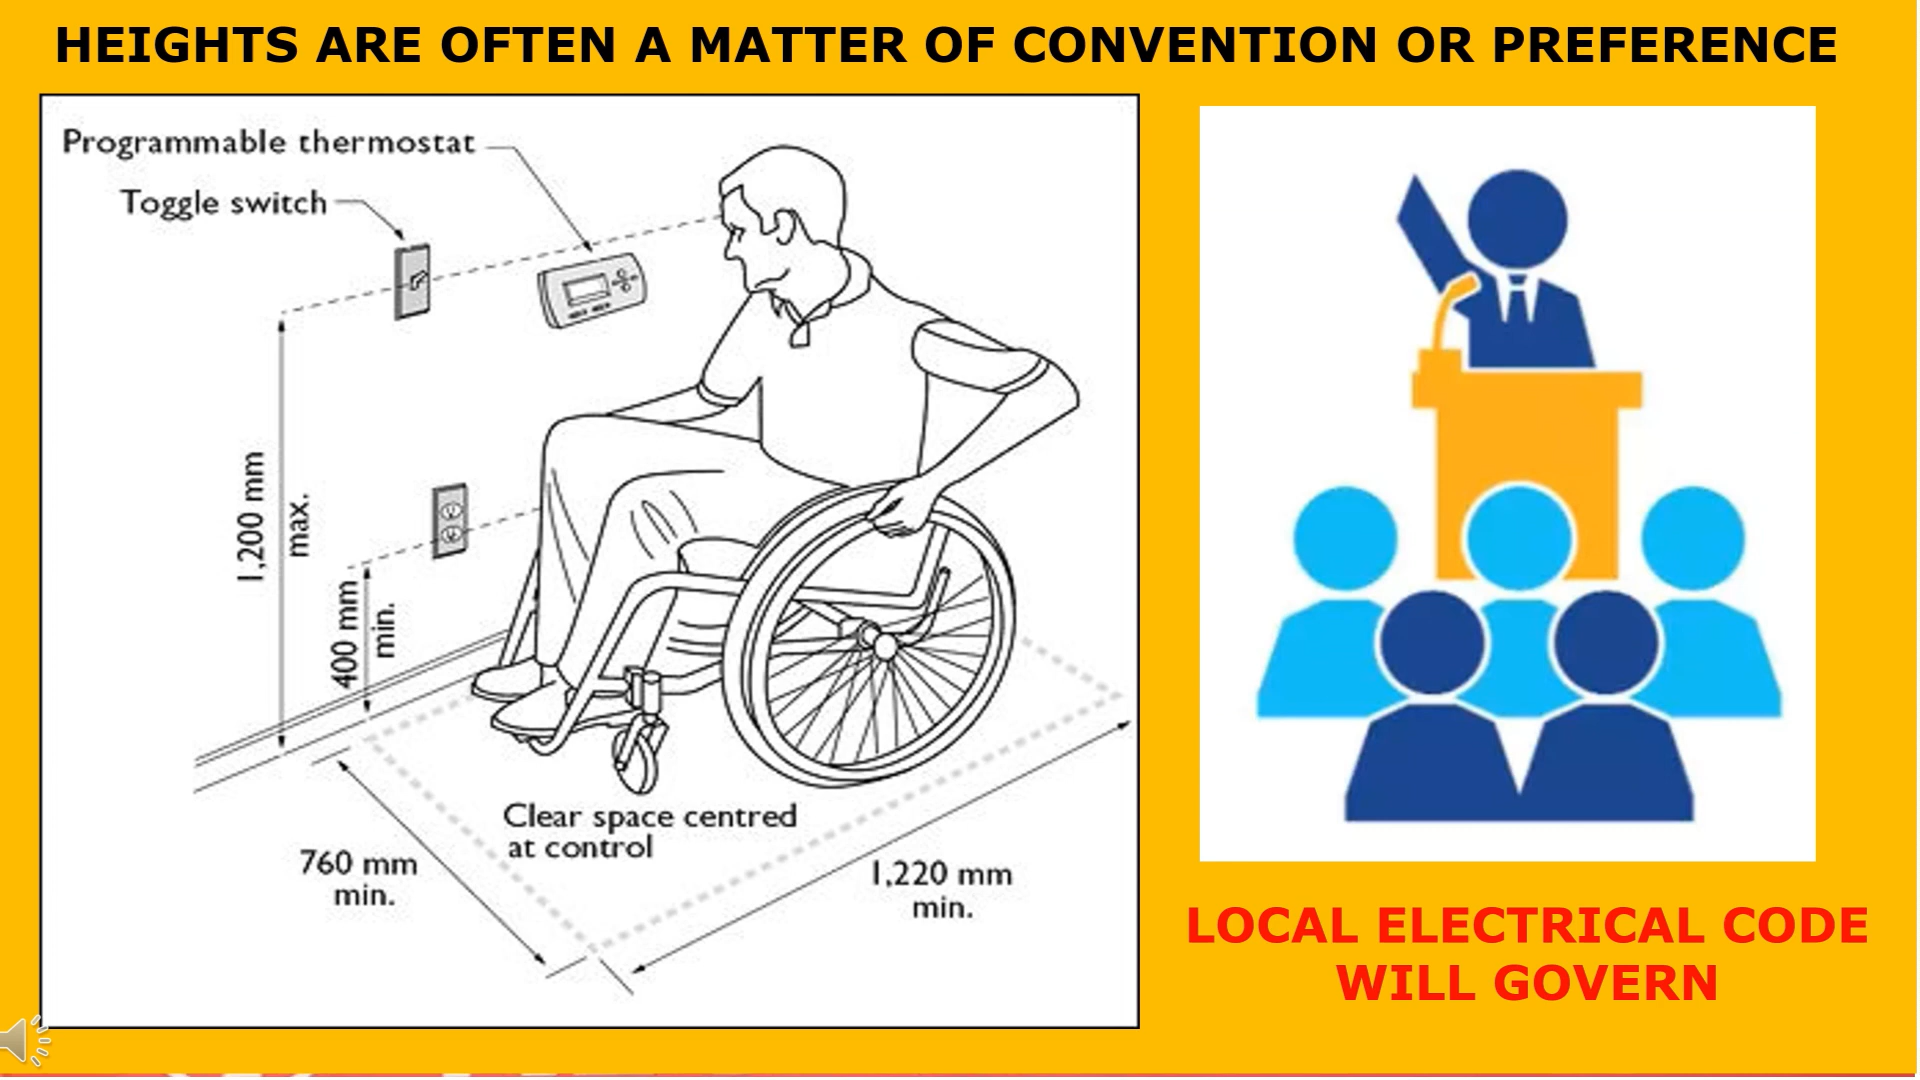 HEIGHTS ARE OFTEN A MATTER OF CONVENTION OR PREFERENCE
Programmable thermostat
Toggle switch
1,200 mm
max.
400 mm
min.
Clear space centred
at control
760 mm
min.
1,220 mm
min.
LOCAL ELECTRICAL CODE
WILL GOVERN